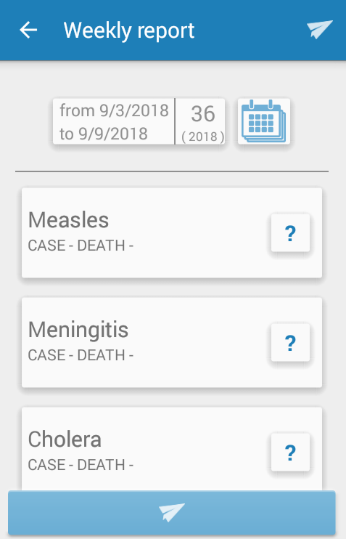 Weekly report
from 9/3/2018
to 9/9/2018
36
( 2018 )
Measles
CASE - DEATH -
?
Meningitis
CASE - DEATH -
?
Cholera
CASE - DEATH -
?